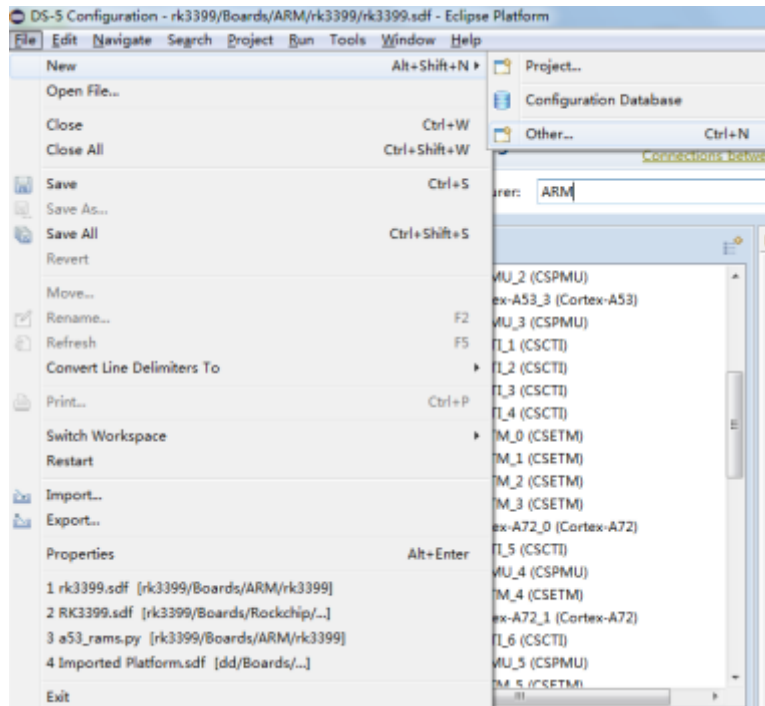 DS-5 Configuration - rk3399/Boards/ARM/rk3399/rk3399.sdf - Eclipse Platform
File Edit Navigate Search Project Run Tools Window Help
New Alt+Shift+N
Project...
Open File...
Configuration Database
Close Ctrl+W
Other... Ctrl+N
Close All Ctrl+Shift+W
Connections betwe
Save Ctrl+S
urer: ARM
Save As...
Save All Ctrl+Shift+S
Revert
Move...
Rename... F2
Refresh F5
Convert Line Delimiters To
Print... Ctrl+P
Switch Workspace
Restart
Import...
Export...
Properties Alt+Enter
1 rk3399.sdf [rk3399/Boards/ARM/rk3399]
2 RK3399.sdf [rk3399/Boards/Rockchip/...]
3 a53_rams.py [rk3399/Boards/ARM/rk3399]
4 Imported Platform.sdf [dd/Boards/...]
Exit
MU_2 (CSPMU)
ex-A53_3 (Cortex-A53)
MU_3 (CSPMU)
TI_1 (CSCTI)
TI_2 (CSCTI)
TI_3 (CSCTI)
TI_4 (CSCTI)
TM_0 (CSETM)
TM_1 (CSETM)
TM_2 (CSETM)
TM_3 (CSETM)
ex-A72_0 (Cortex-A72)
TI_5 (CSCTI)
MU_4 (CSPMU)
TM_4 (CSETM)
ex-A72_1 (Cortex-A72)
TI_6 (CSCTI)
MU_5 (CSPMU)
TM_5 (CSETM)